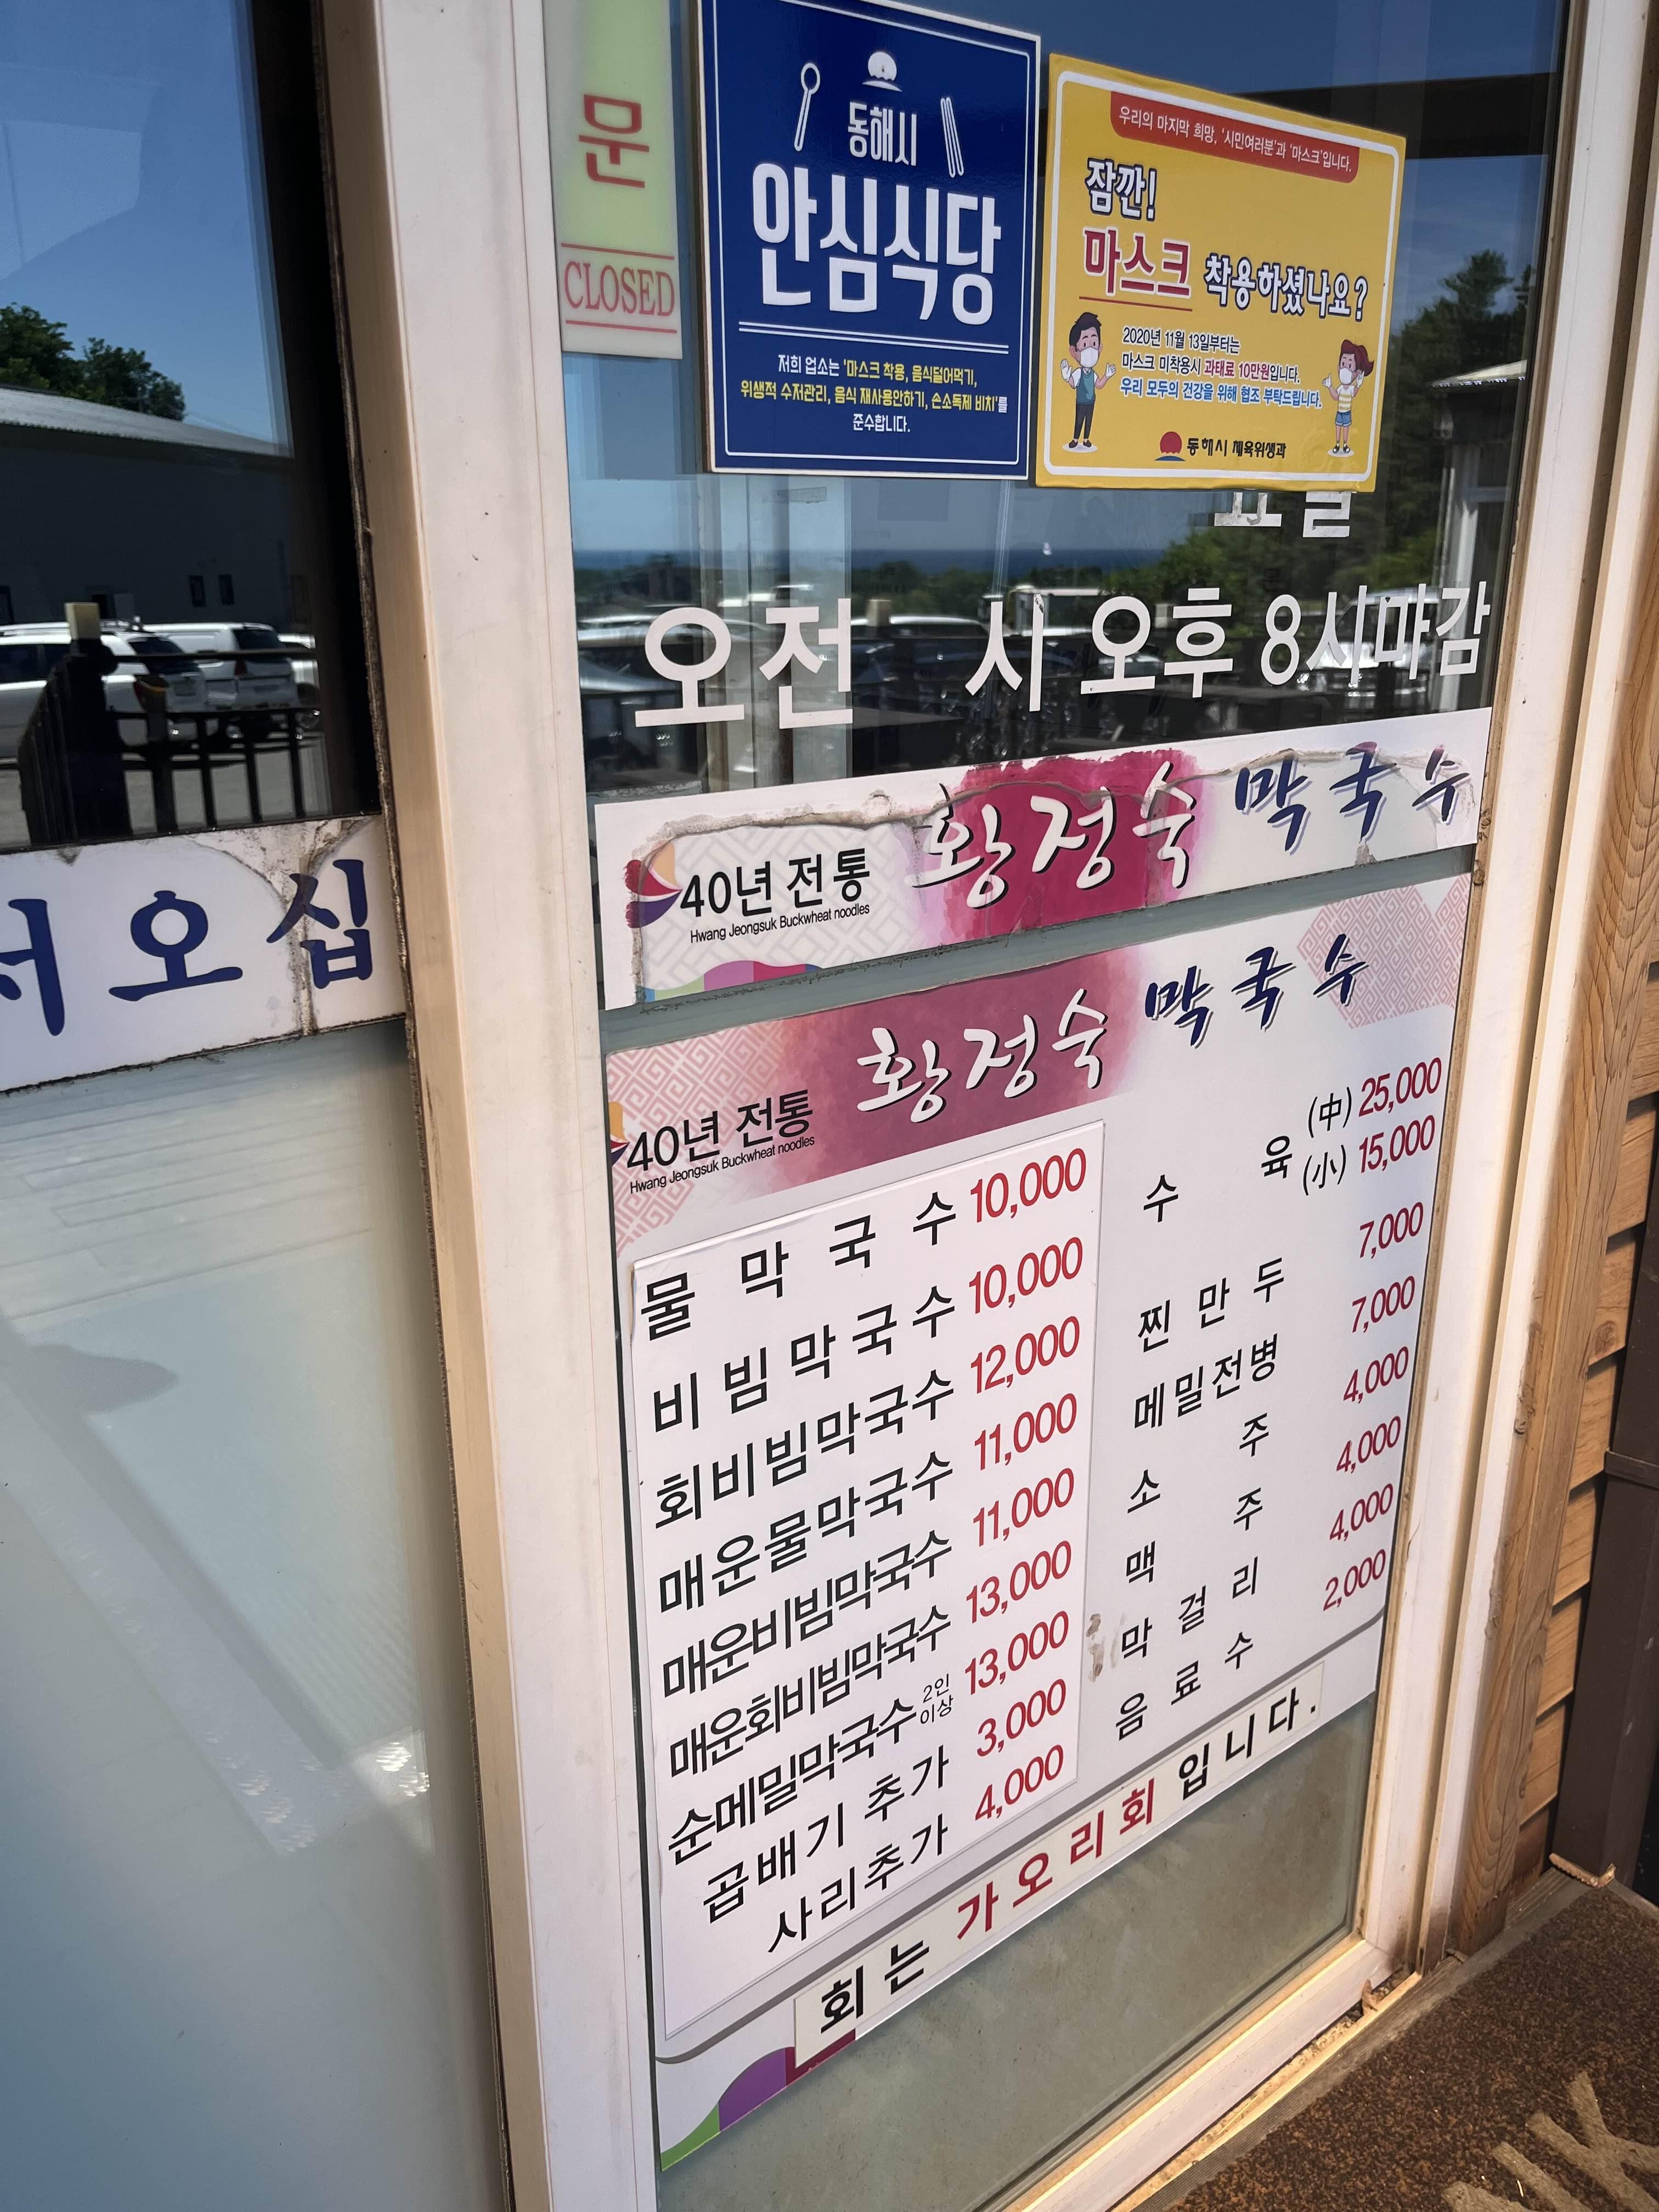 문
CLOSED
동해시
안심식당
저희 업소는 '마스크 착용, 음식덜어먹기,
위생적 수저관리, 음식 재사용안하기, 손소독제 비치'를
준수합니다.
우리의 마지막 희망, '시민여러분'과 '마스크'입니다.
잠깐!
마스크 착용하셨나요?
2020년 11월 13일부터는
마스크 미착용시 과태료 10만원입니다.
우리 모두의 건강을 위해 협조 부탁드립니다.
동해시 체육위생과
요일
오전 시 오후 8시마감
서오십
40년 전통 황정숙 막국수
Hwang Jeongsuk Buckwheat noodles
40년 전통 황정숙 막국수
Hwang Jeongsuk Buckwheat noodles
물막국수 10,000
비빔막국수 10,000
회비빔막국수 12,000
매운물막국수 11,000
매운비빔막국수 11,000
매운회비빔막국수 13,000
순메밀막국수 2인 이상 13,000
곱배기 추가 3,000
사리추가 4,000
수육 (中) 25,000
(小) 15,000
찐만두 7,000
메밀전병 7,000
소주 4,000
맥주 4,000
막걸리 4,000
음료수 2,000
회는 가오리회 입니다.